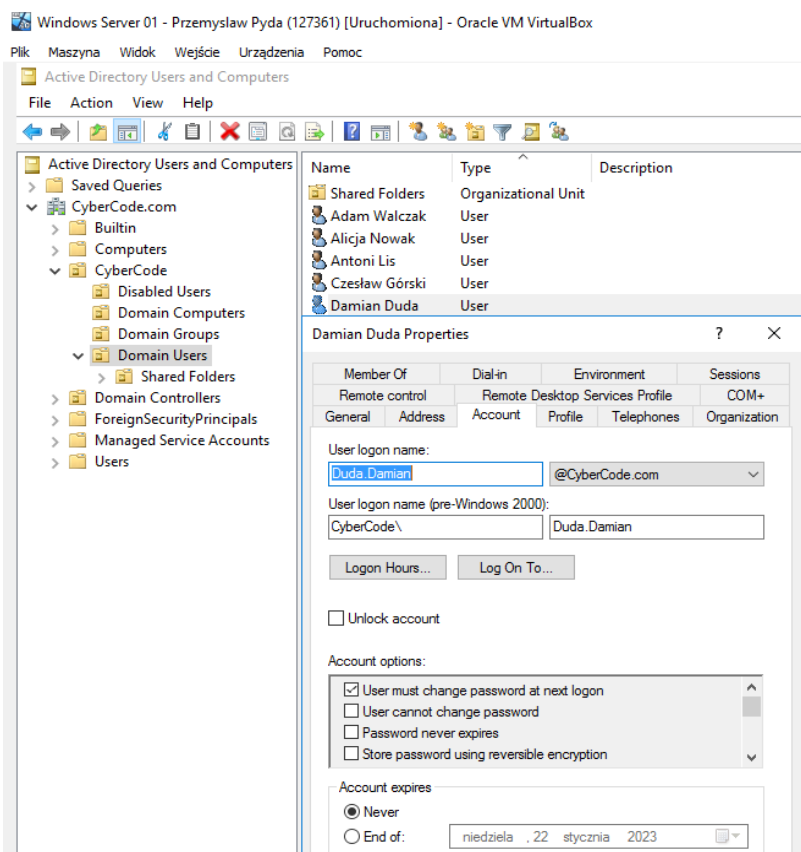 Windows Server 01 - Przemyslaw Pyda (127361) [Uruchomiona] - Oracle VM VirtualBox
Plik Maszyna Widok Wejście Urządzenia Pomoc
Active Directory Users and Computers
File Action View Help
Active Directory Users and Computers
Saved Queries
CyberCode.com
Builtin
Computers
CyberCode
Disabled Users
Domain Computers
Domain Groups
Domain Users
Shared Folders
Domain Controllers
ForeignSecurityPrincipals
Managed Service Accounts
Users
Name Type Description
Shared Folders Organizational Unit
Adam Walczak User
Alicja Nowak User
Antoni Lis User
Czesław Górski User
Damian Duda User
Damian Duda Properties ?
Member Of Dial-in Environment Sessions
Remote control Remote Desktop Services Profile COM+
General Address Account Profile Telephones Organization
User logon name:
Duda.Damian @CyberCode.com
User logon name (pre-Windows 2000):
CyberCode\ Duda.Damian
Logon Hours... Log On To...
Unlock account
Account options:
User must change password at next logon
User cannot change password
Password never expires
Store password using reversible encryption
Account expires
Never
End of: niedziela , 22 stycznia 2023